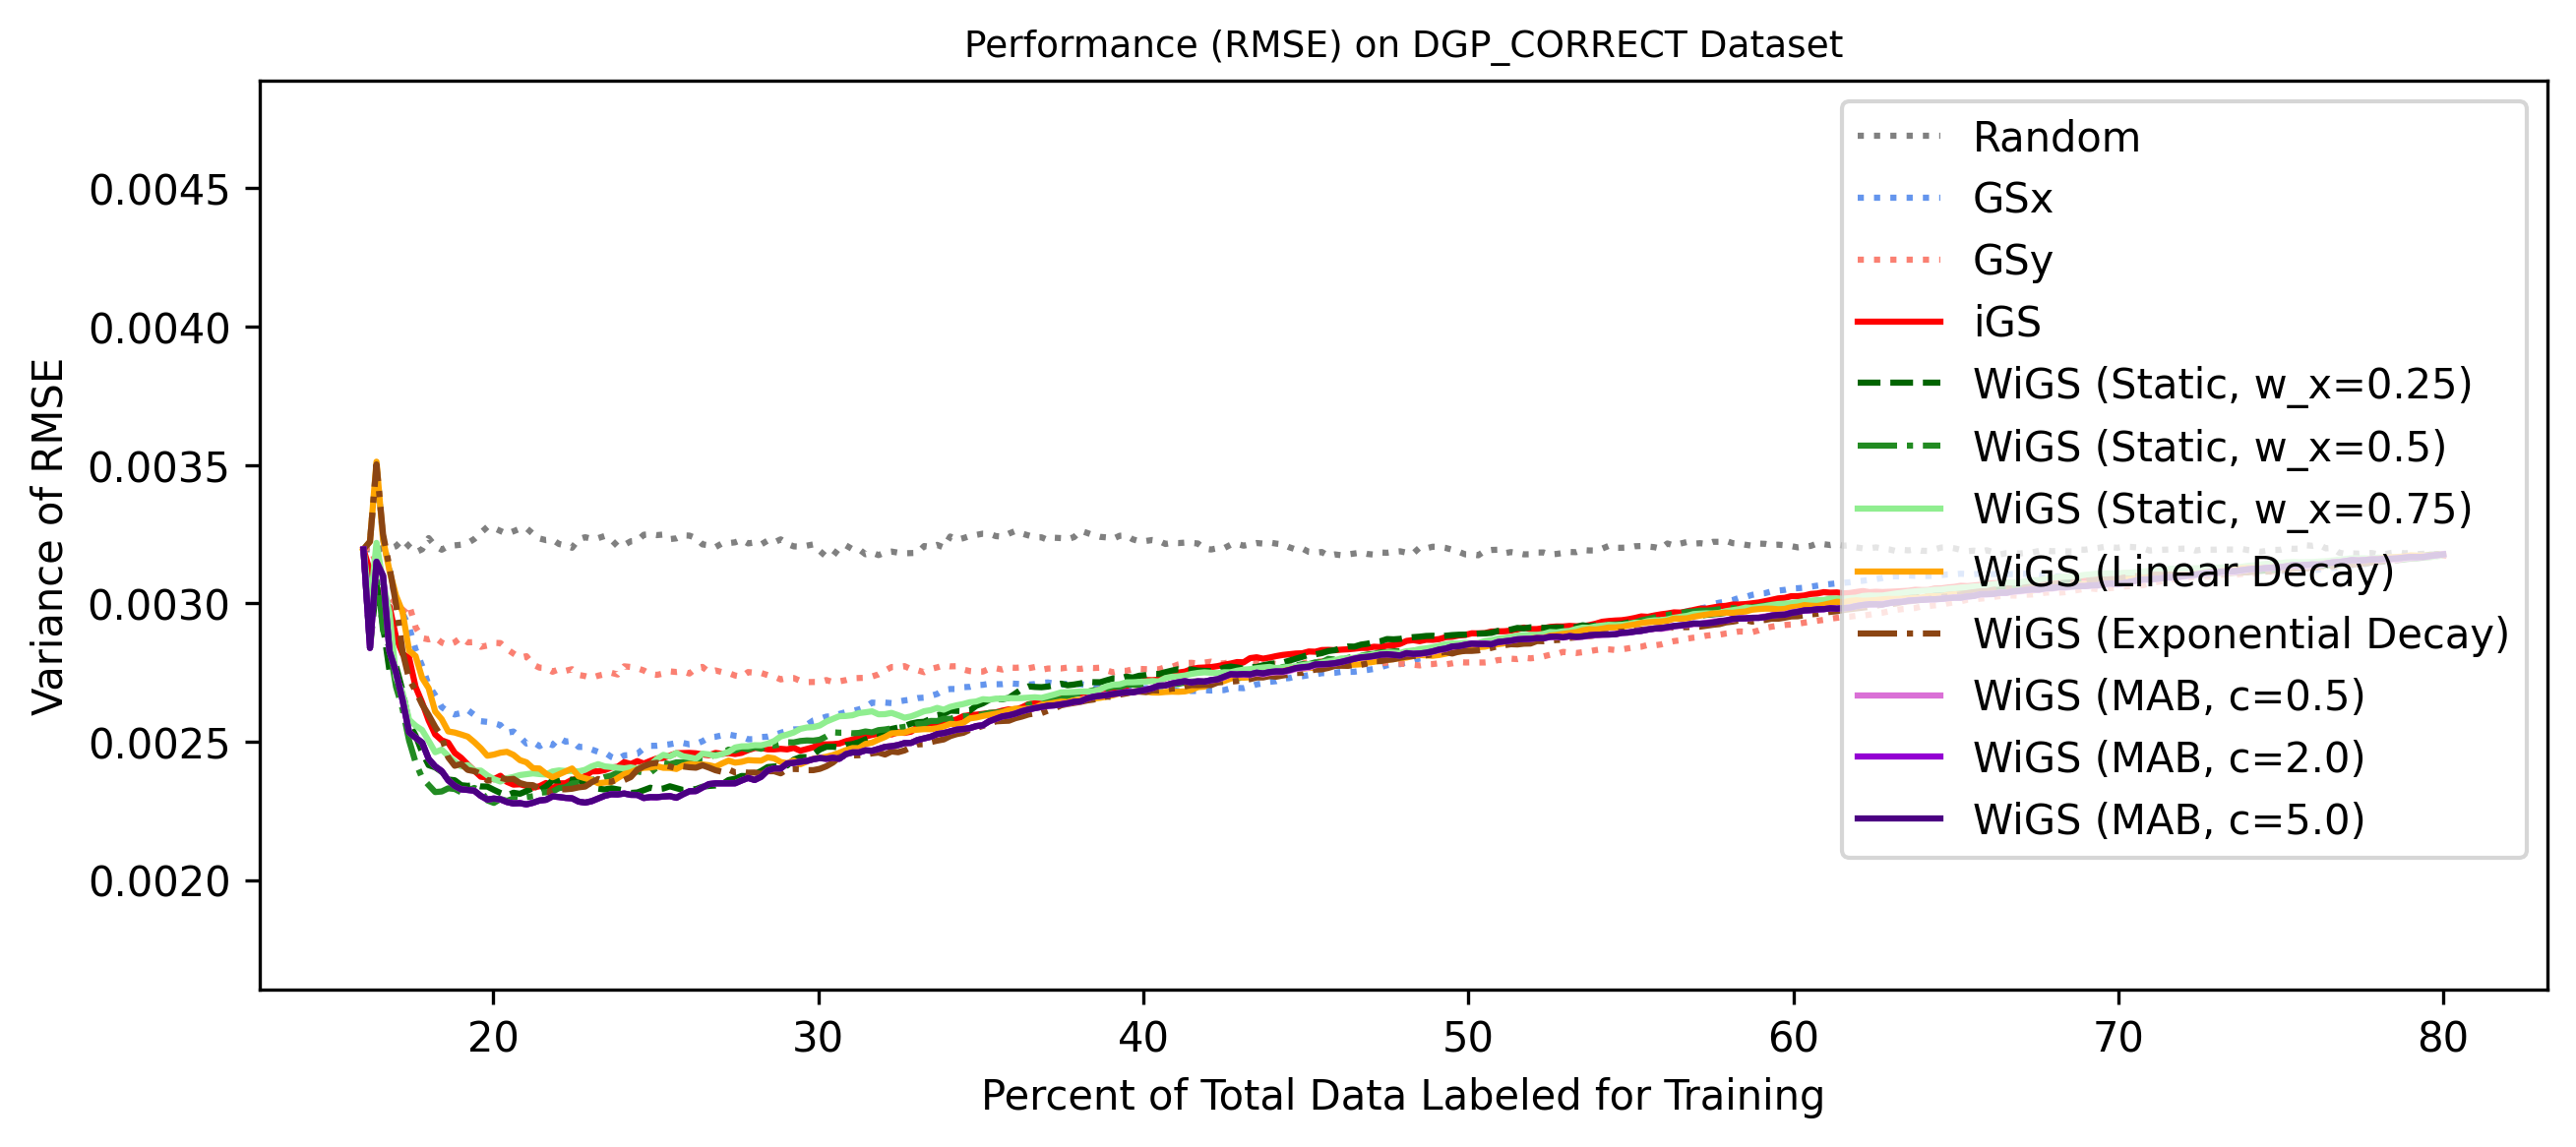 Performance (RMSE) on DGP_CORRECT Dataset
Variance of RMSE
0.0045
0.0040
0.0035
0.0030
0.0025
0.0020
Random
GSx
GSy
iGS
WiGS (Static, w_x=0.25)
WiGS (Static, w_x=0.5)
WiGS (Static, w_x=0.75)
WiGS (Linear Decay)
WiGS (Exponential Decay)
WiGS (MAB, c=0.5)
WiGS (MAB, c=2.0)
WiGS (MAB, c=5.0)
20 30 40 50 60 70 80
Percent of Total Data Labeled for Training